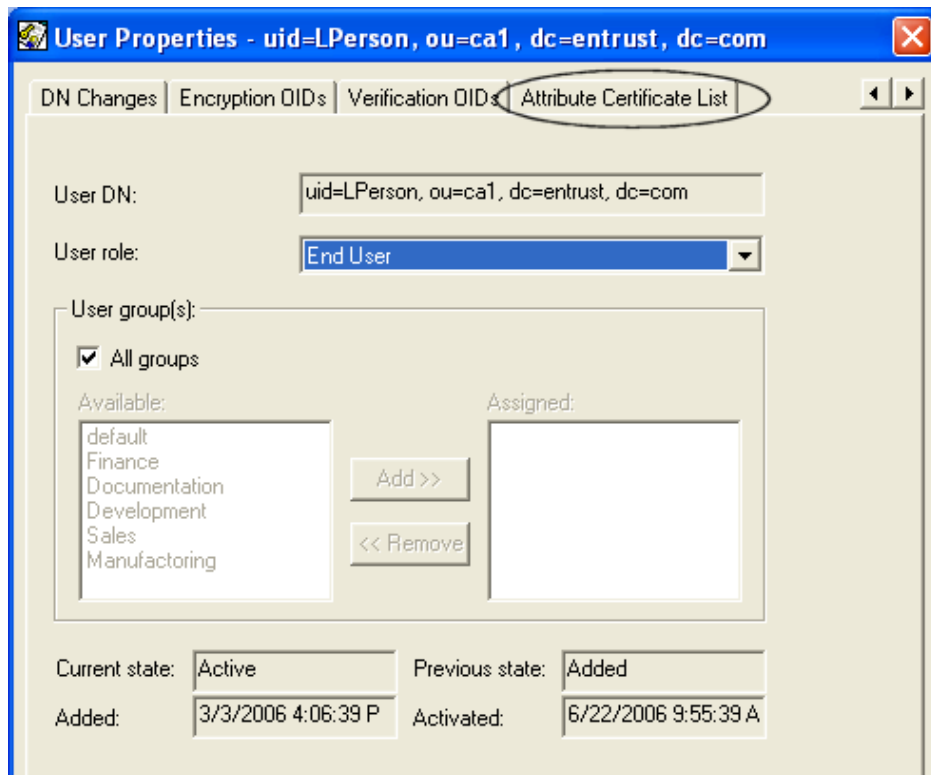 User Properties - uid=LPerson, ou=ca1, dc=entrust, dc=com
DN Changes Encryption OIDs Verification OIDs Attribute Certificate List
User DN: uid=LPerson, ou=ca1, dc=entrust, dc=com
User role: End User
User group(s):
All groups
Available: Assigned:
default
Finance
Documentation
Development
Sales
Manufactoring
Add >>
<< Remove
Current state: Active Previous state: Added
Added: 3/3/2006 4:06:39 P Activated: 6/22/2006 9:55:39 A